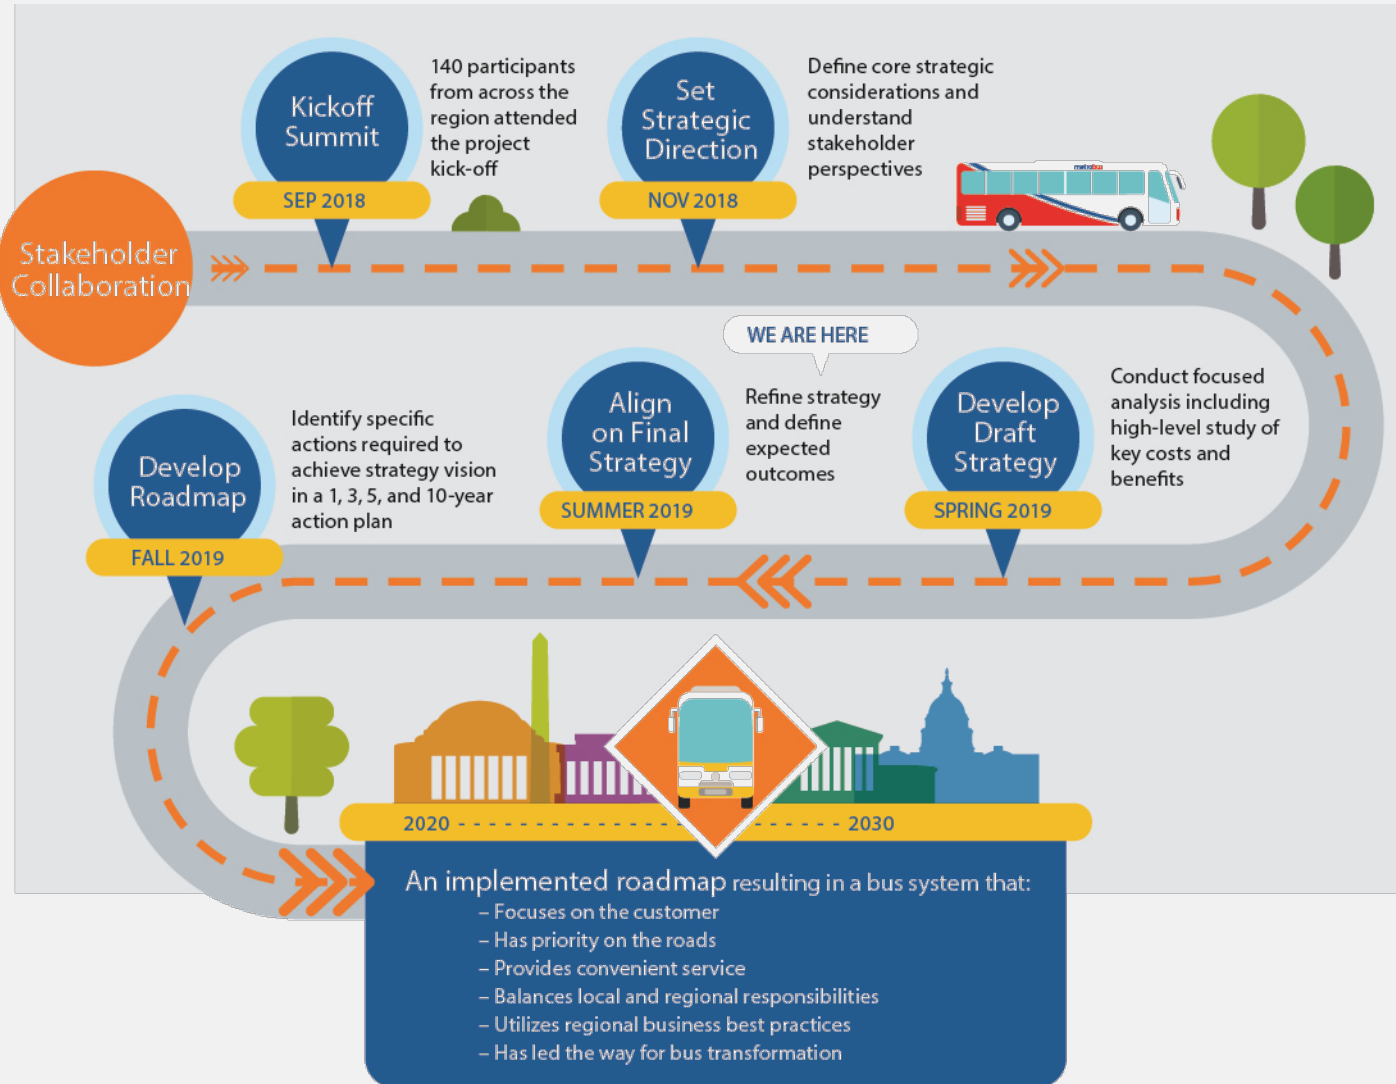 Kickoff
Summit
SEP 2018
140 participants
from across the
region attended
the project
kick-off
Set
Strategic
Direction
NOV 2018
Define core strategic
considerations and
understand
stakeholder
perspectives
metrobus
Stakeholder
Collaboration
WE ARE HERE
Develop
Draft
Strategy
SPRING 2019
Conduct focused
analysis including
high-level study of
key costs and
benefits
Align
on Final
Strategy
SUMMER 2019
Refine strategy
and define
expected
outcomes
Develop
Roadmap
FALL 2019
Identify specific
actions required to
achieve strategy vision
in a 1, 3, 5, and 10-year
action plan
2020 - - - - - - - - - - - - - - - - - - 2030
An implemented roadmap resulting in a bus system that:
– Focuses on the customer
– Has priority on the roads
– Provides convenient service
– Balances local and regional responsibilities
– Utilizes regional business best practices
– Has led the way for bus transformation